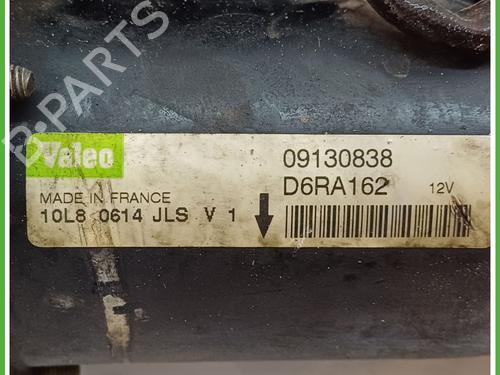 B-PARTS
Valeo
09130838
D6RA162 12V
MADE IN FRANCE
10L8 0614 JLS V 1